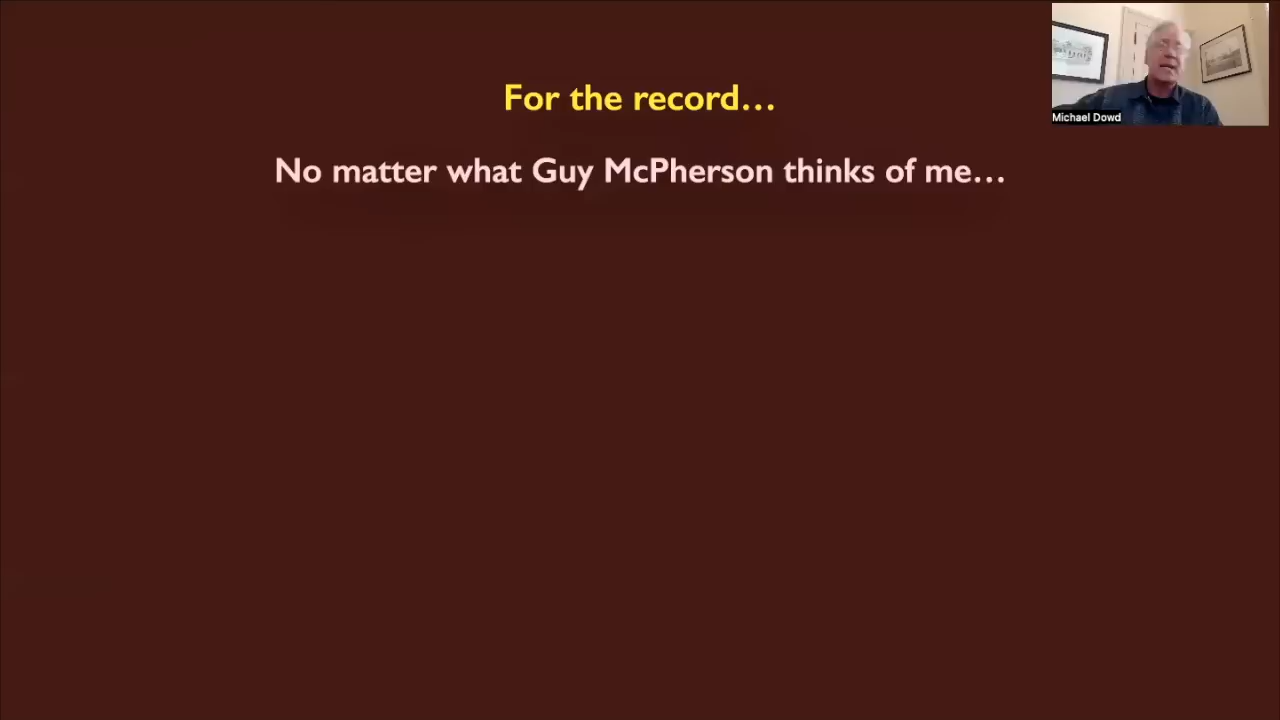 For the record…
No matter what Guy McPherson thinks of me…
Michael Dowd